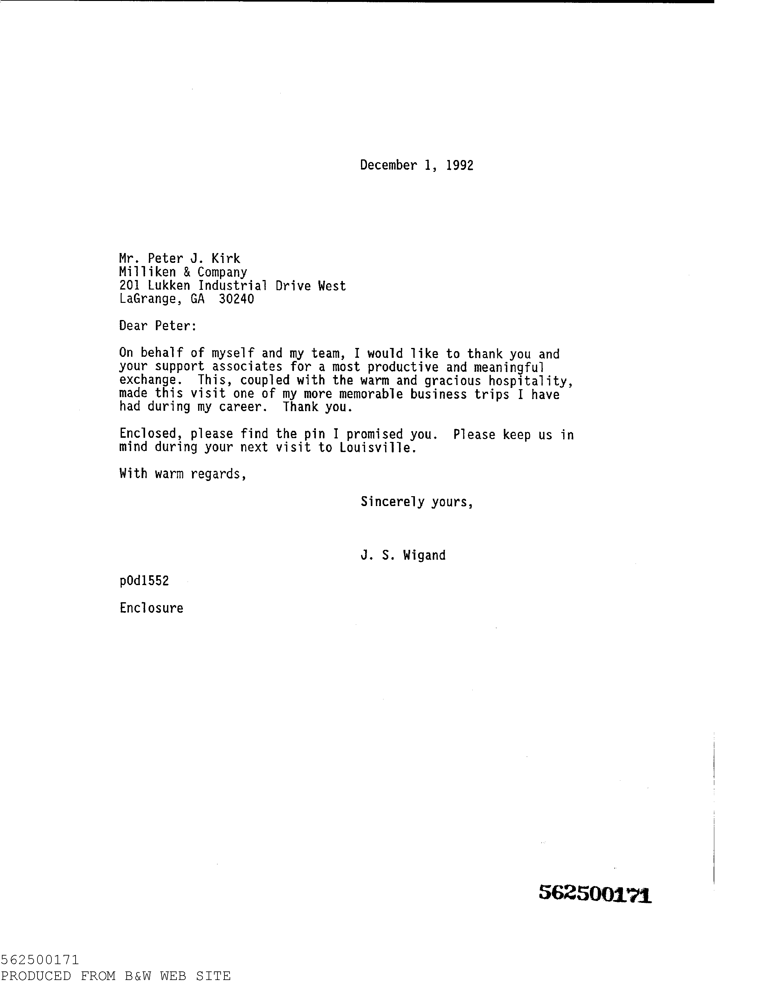 December 1, 1992
Mr. Peter J. Kirk
Milliken & Company
201 Lukken Industrial Drive West
LaGrange, GA  30240
Dear Peter:
On behalf of myself and my team, I would like to thank you and
your support associates for a most productive and meaningful
exchange.  This, coupled with the warm and gracious hospitality,
made this visit one of my more memorable business trips I have
had during my career.  Thank you.
Enclosed, please find the pin I promised you.  Please keep us in
mind during your next visit to Louisville.
With warm regards,
Sincerely yours,
J. S. Wigand
p0d1552
Enclosure
562500171
562500171
PRODUCED FROM B&W WEB SITE